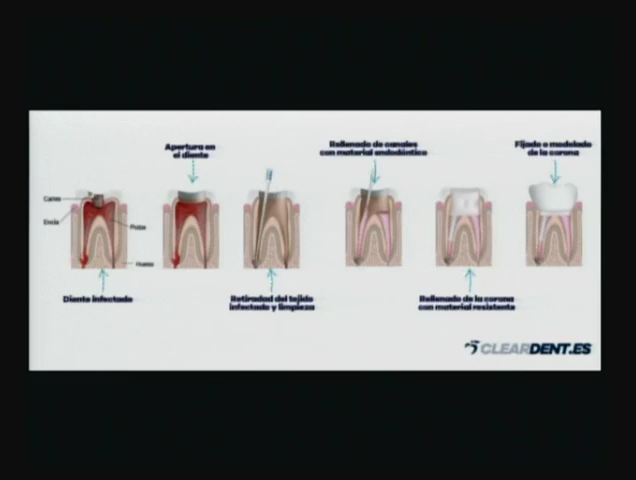 Apertura en
el diente
Rellenado de canales
con material endodóntico
Fijado o modelado
de la corona
Caries
Encía
Pulpa
Hueso
Diente infectado
Retiradad del tejido
infectado y limpieza
Rellenado de la corona
con material resistente
CLEARDENT.ES